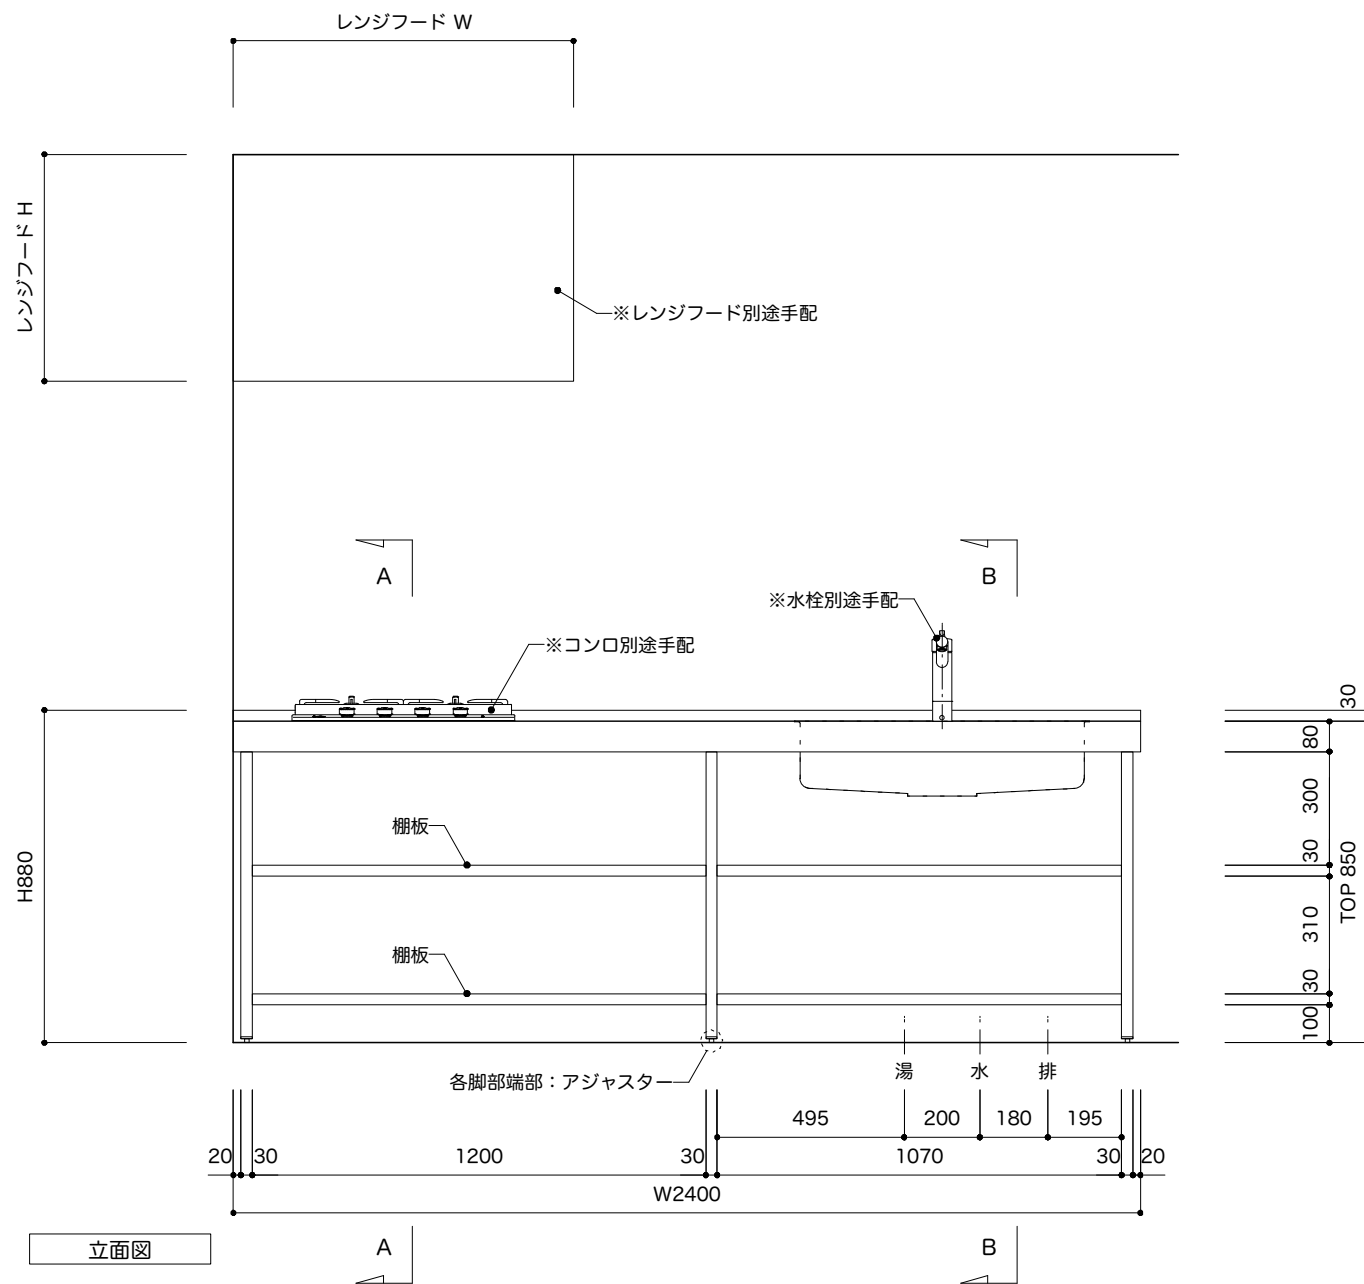 レンジフード W
レンジフード H
※レンジフード別途手配
A
B
※水栓別途手配
※コンロ別途手配
30
80
300
30
310
30
100
TOP 850
H880
棚板
棚板
各脚部端部：アジャスター
湯
水
排
495
200
180
195
20
30
1200
30
1070
30
20
W2400
立面図
A
B